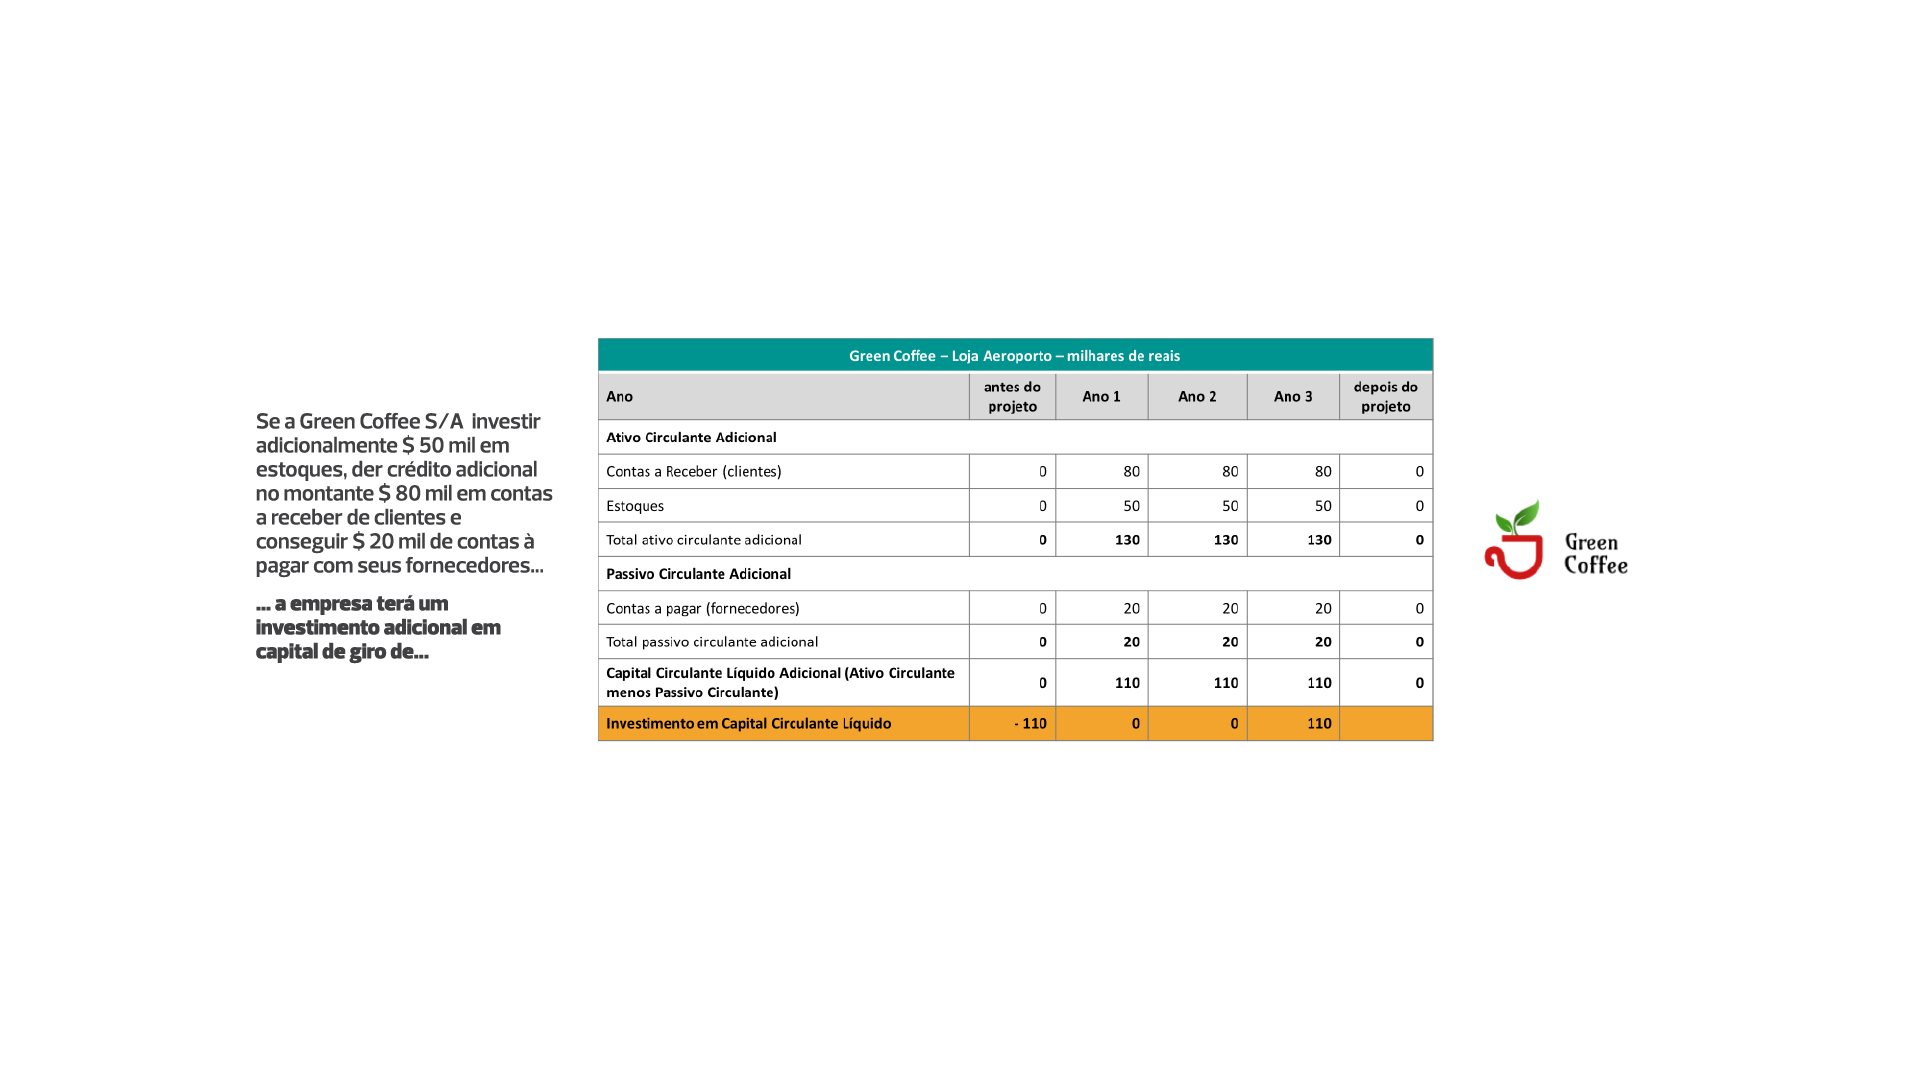 Se a Green Coffee S/A investir
adicionalmente $ 50 mil em
estoques, der crédito adicional
no montante $ 80 mil em contas
a receber de clientes e
conseguir $ 20 mil de contas à
pagar com seus fornecedores...
... a empresa terá um
investimento adicional em
capital de giro de...
Green Coffee – Loja Aeroporto – milhares de reais
Ano antes do projeto Ano 1 Ano 2 Ano 3 depois do projeto
Ativo Circulante Adicional
Contas a Receber (clientes) 0 80 80 80 0
Estoques 0 50 50 50 0
Total ativo circulante adicional 0 130 130 130 0
Passivo Circulante Adicional
Contas a pagar (fornecedores) 0 20 20 20 0
Total passivo circulante adicional 0 20 20 20 0
Capital Circulante Líquido Adicional (Ativo Circulante
menos Passivo Circulante) 0 110 110 110 0
Investimento em Capital Circulante Líquido - 110 0 0 110
Green
Coffee